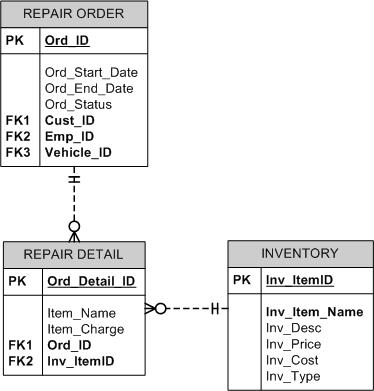 REPAIR ORDER
PK Ord_ID
Ord_Start_Date
Ord_End_Date
Ord_Status
FK1 Cust_ID
FK2 Emp_ID
FK3 Vehicle_ID
REPAIR DETAIL
PK Ord_Detail_ID
Item_Name
Item_Charge
FK1 Ord_ID
FK2 Inv_ItemID
INVENTORY
PK Inv_ItemID
Inv_Item_Name
Inv_Desc
Inv_Price
Inv_Cost
Inv_Type